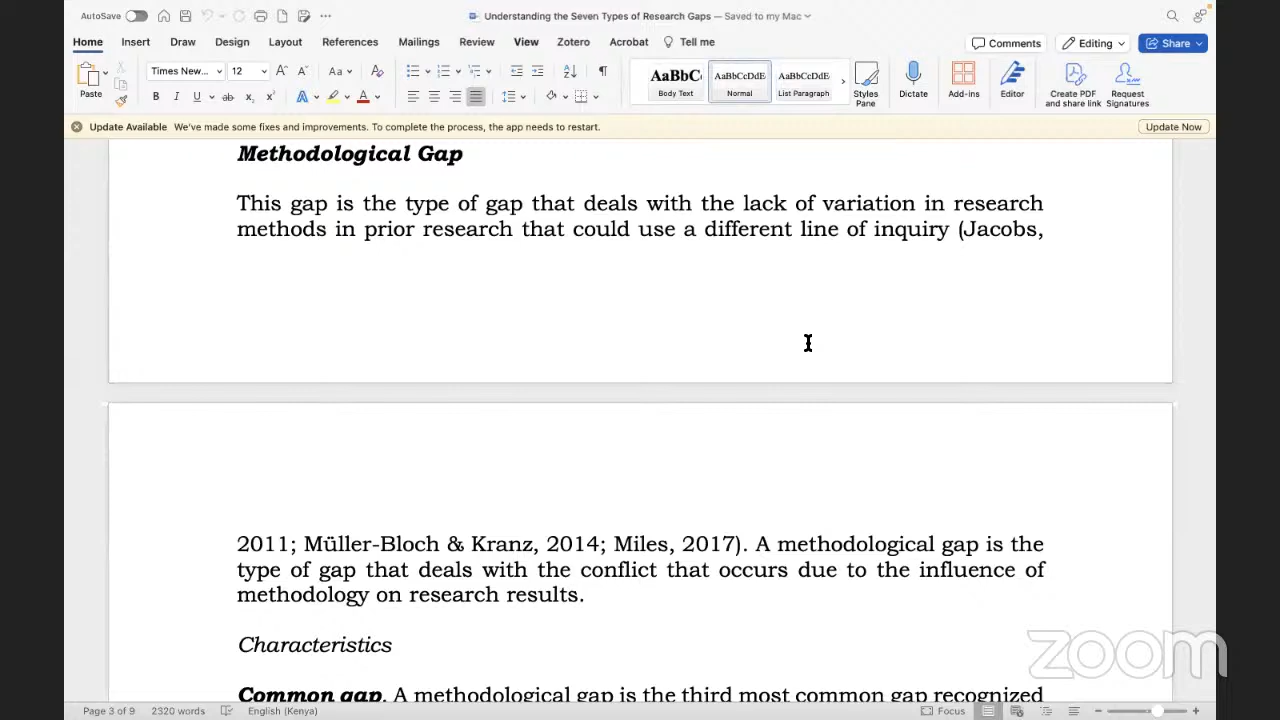 AutoSave
Understanding the Seven Types of Research Gaps — Saved to my Mac
Home Insert Draw Design Layout References Mailings Review View Zotero Acrobat Tell me
Comments Editing Share
Paste
Times New... 12
AaBbC AaBbCcDdE AaBbCcDdE
Body Text Normal List Paragraph
Styles Pane
Dictate
Add-ins
Editor
Create PDF and share link
Request Signatures
Update Available We've made some fixes and improvements. To complete the process, the app needs to restart.
Update Now
Methodological Gap
This gap is the type of gap that deals with the lack of variation in research
methods in prior research that could use a different line of inquiry (Jacobs,
2011; Müller-Bloch & Kranz, 2014; Miles, 2017). A methodological gap is the
type of gap that deals with the conflict that occurs due to the influence of
methodology on research results.
Characteristics
Common gap. A methodological gap is the third most common gap recognized
zoom
Page 3 of 9 2320 words English (Kenya) Focus